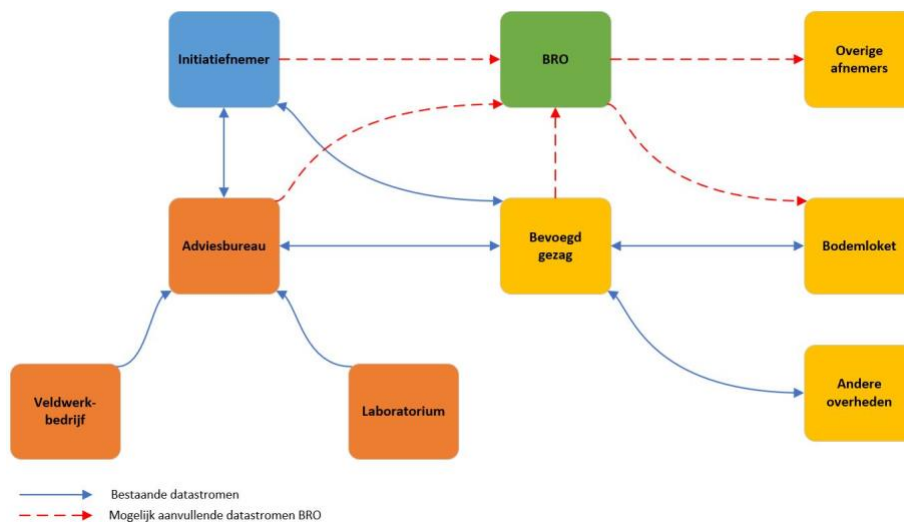 Initiatiefnemer
BRO
Overige
afnemers
Adviesbureau
Bevoegd
gezag
Bodemloket
Veldwerk-
bedrijf
Laboratorium
Andere
overheden
Bestaande datastromen
Mogelijk aanvullende datastromen BRO